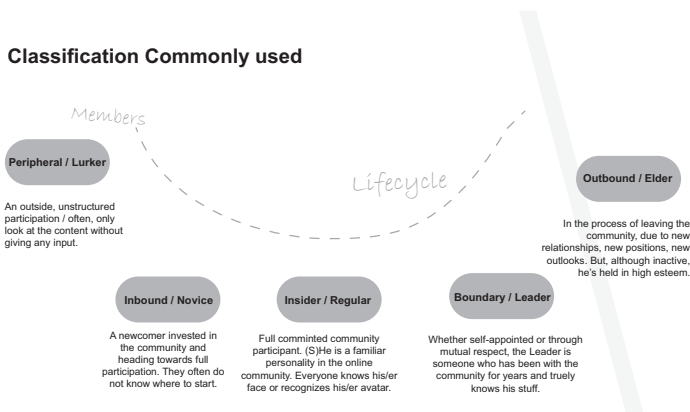 Classification Commonly used
Members
Lifecycle
Peripheral / Lurker
An outside, unstructured
participation / often, only
look at the content without
giving any input.
Inbound / Novice
A newcomer invested in
the community and
heading towards full
participation. They often do
not know where to start.
Insider / Regular
Full comminted community
participant. (S)He is a familiar
personality in the online
community. Everyone knows his/er
face or recognizes his/er avatar.
Boundary / Leader
Whether self-appointed or through
mutual respect, the Leader is
someone who has been with the
community for years and truely
knows his stuff.
Outbound / Elder
In the process of leaving the
community, due to new
relationships, new positions, new
outlooks. But, although inactive,
he's held in high esteem.